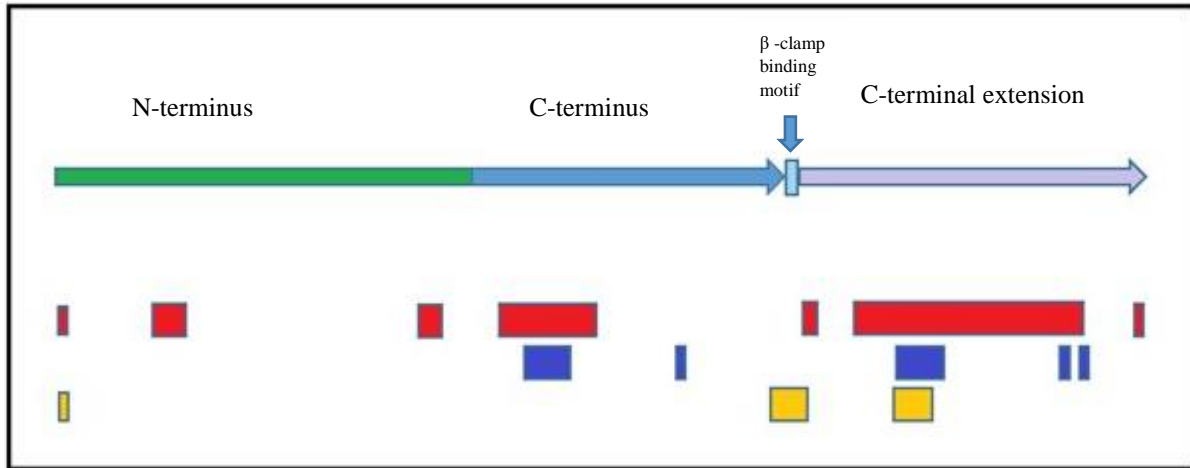 β -clamp
binding
motif
N-terminus
C-terminus
C-terminal extension